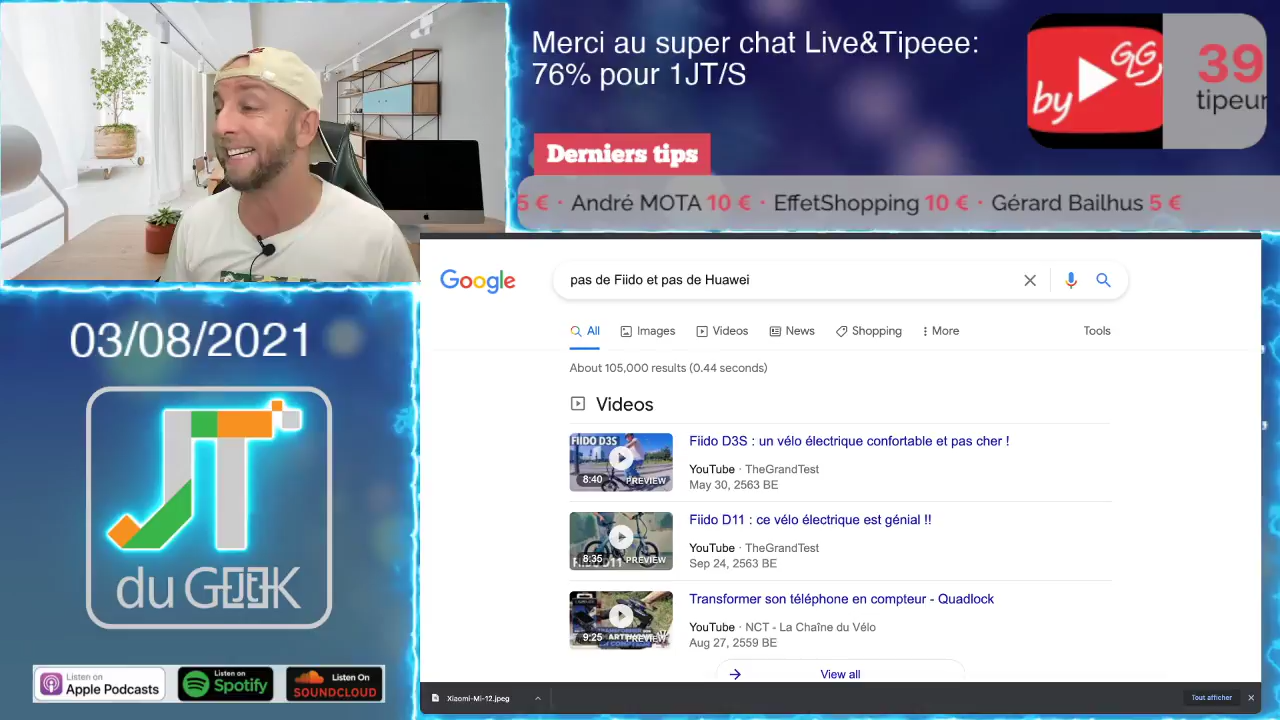 Merci au super chat Live&Tipeee:
76% pour 1JT/S
by GG
39
tipeur
Derniers tips
5 € · André MOTA 10 € · EffetShopping 10 € · Gérard Bailhus 5 €
Google
pas de Fiido et pas de Huawei
All
Images
Videos
News
Shopping
More
Tools
About 105,000 results (0.44 seconds)
Videos
FIIDO D3S
8:40
PREVIEW
Fiido D3S : un vélo électrique confortable et pas cher !
YouTube · TheGrandTest
May 30, 2563 BE
8:35
PREVIEW
D11
Fiido D11 : ce vélo électrique est génial !!
YouTube · TheGrandTest
Sep 24, 2563 BE
9:25
PREVIEW
Transformer son téléphone en compteur - Quadlock
YouTube · NCT - La Chaîne du Vélo
Aug 27, 2559 BE
View all
Xiaomi-Mi-12.jpeg
Tout afficher
03/08/2021
JT
du GEEK
Listen on
Apple Podcasts
Listen on
Spotify
Listen On
SOUNDCLOUD